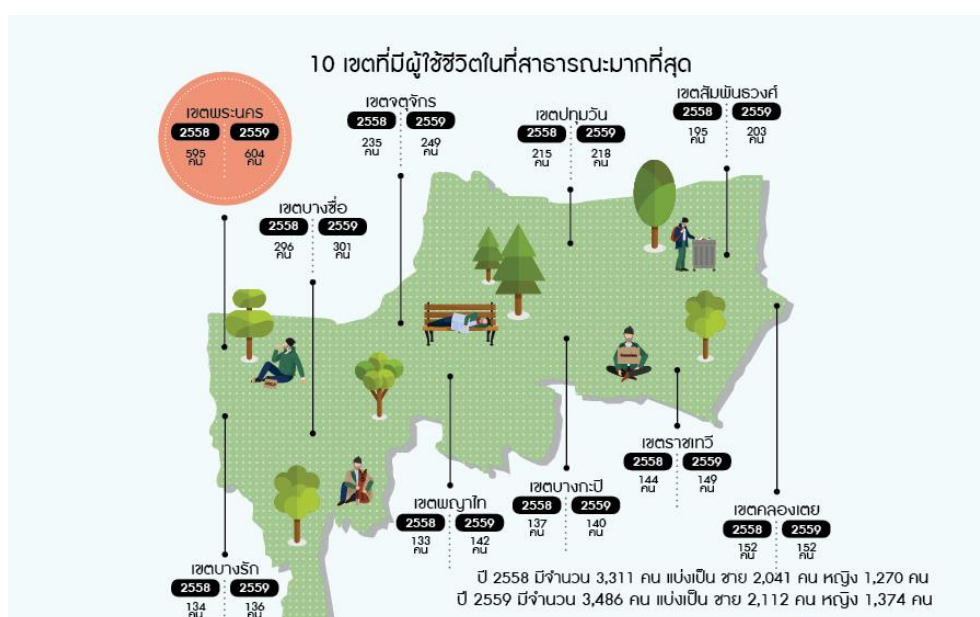 10 เขตที่มีผู้ใช้ชีวิตในที่สาธารณะมากที่สุด
เขตพระนคร
2558 2559
595 604
คน คน
เขตจตุจักร
2558 2559
235 249
คน คน
เขตปทุมวัน
2558 2559
215 218
คน คน
เขตสัมพันธวงศ์
2558 2559
195 203
คน คน
เขตบางซื่อ
2558 2559
296 301
คน คน
เขตราชเทวี
2558 2559
144 149
คน คน
เขตพญาไท
2558 2559
133 142
คน คน
เขตบางกะปิ
2558 2559
137 140
คน คน
เขตคลองเตย
2558 2559
152 152
คน คน
เขตบางรัก
2558 2559
134 136
คน คน
ปี 2558 มีจำนวน 3,311 คน แบ่งเป็น ชาย 2,041 คน หญิง 1,270 คน
ปี 2559 มีจำนวน 3,486 คน แบ่งเป็น ชาย 2,112 คน หญิง 1,374 คน